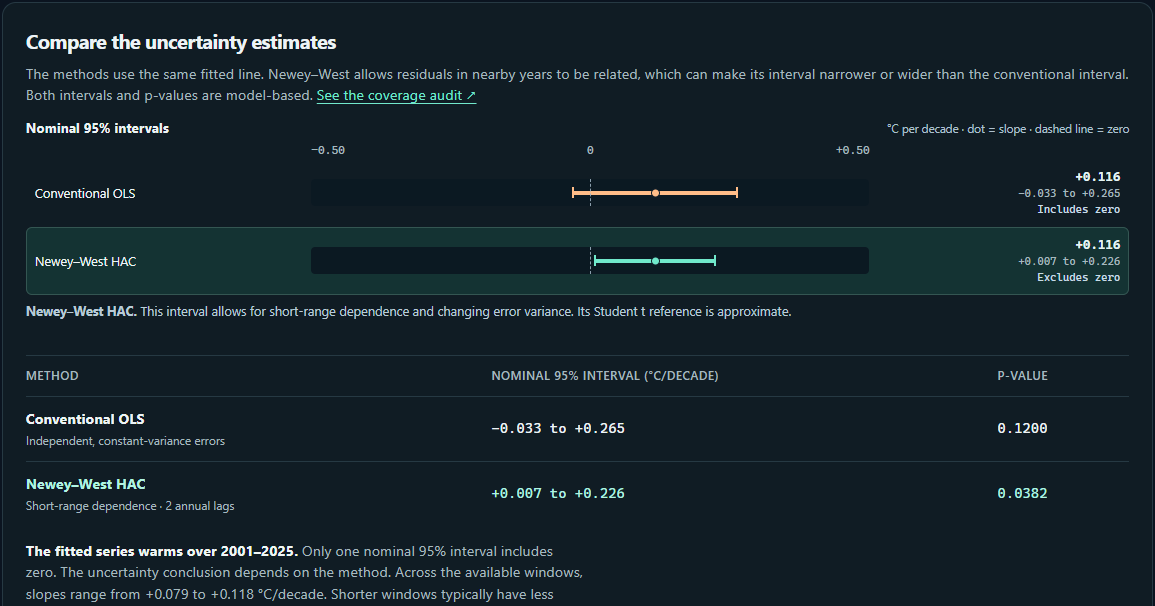 Compare the uncertainty estimates
The methods use the same fitted line. Newey–West allows residuals in nearby years to be related, which can make its interval narrower or wider than the conventional interval.
Both intervals and p-values are model-based. See the coverage audit ↗
Nominal 95% intervals
°C per decade · dot = slope · dashed line = zero
−0.50 0 +0.50
Conventional OLS
+0.116
−0.033 to +0.265
Includes zero
Newey–West HAC
+0.116
+0.007 to +0.226
Excludes zero
Newey–West HAC. This interval allows for short-range dependence and changing error variance. Its Student t reference is approximate.
METHOD NOMINAL 95% INTERVAL (°C/DECADE) P-VALUE
Conventional OLS
Independent, constant-variance errors
−0.033 to +0.265 0.1200
Newey–West HAC
Short-range dependence · 2 annual lags
+0.007 to +0.226 0.0382
The fitted series warms over 2001–2025. Only one nominal 95% interval includes
zero. The uncertainty conclusion depends on the method. Across the available windows,
slopes range from +0.079 to +0.118 °C/decade. Shorter windows typically have less